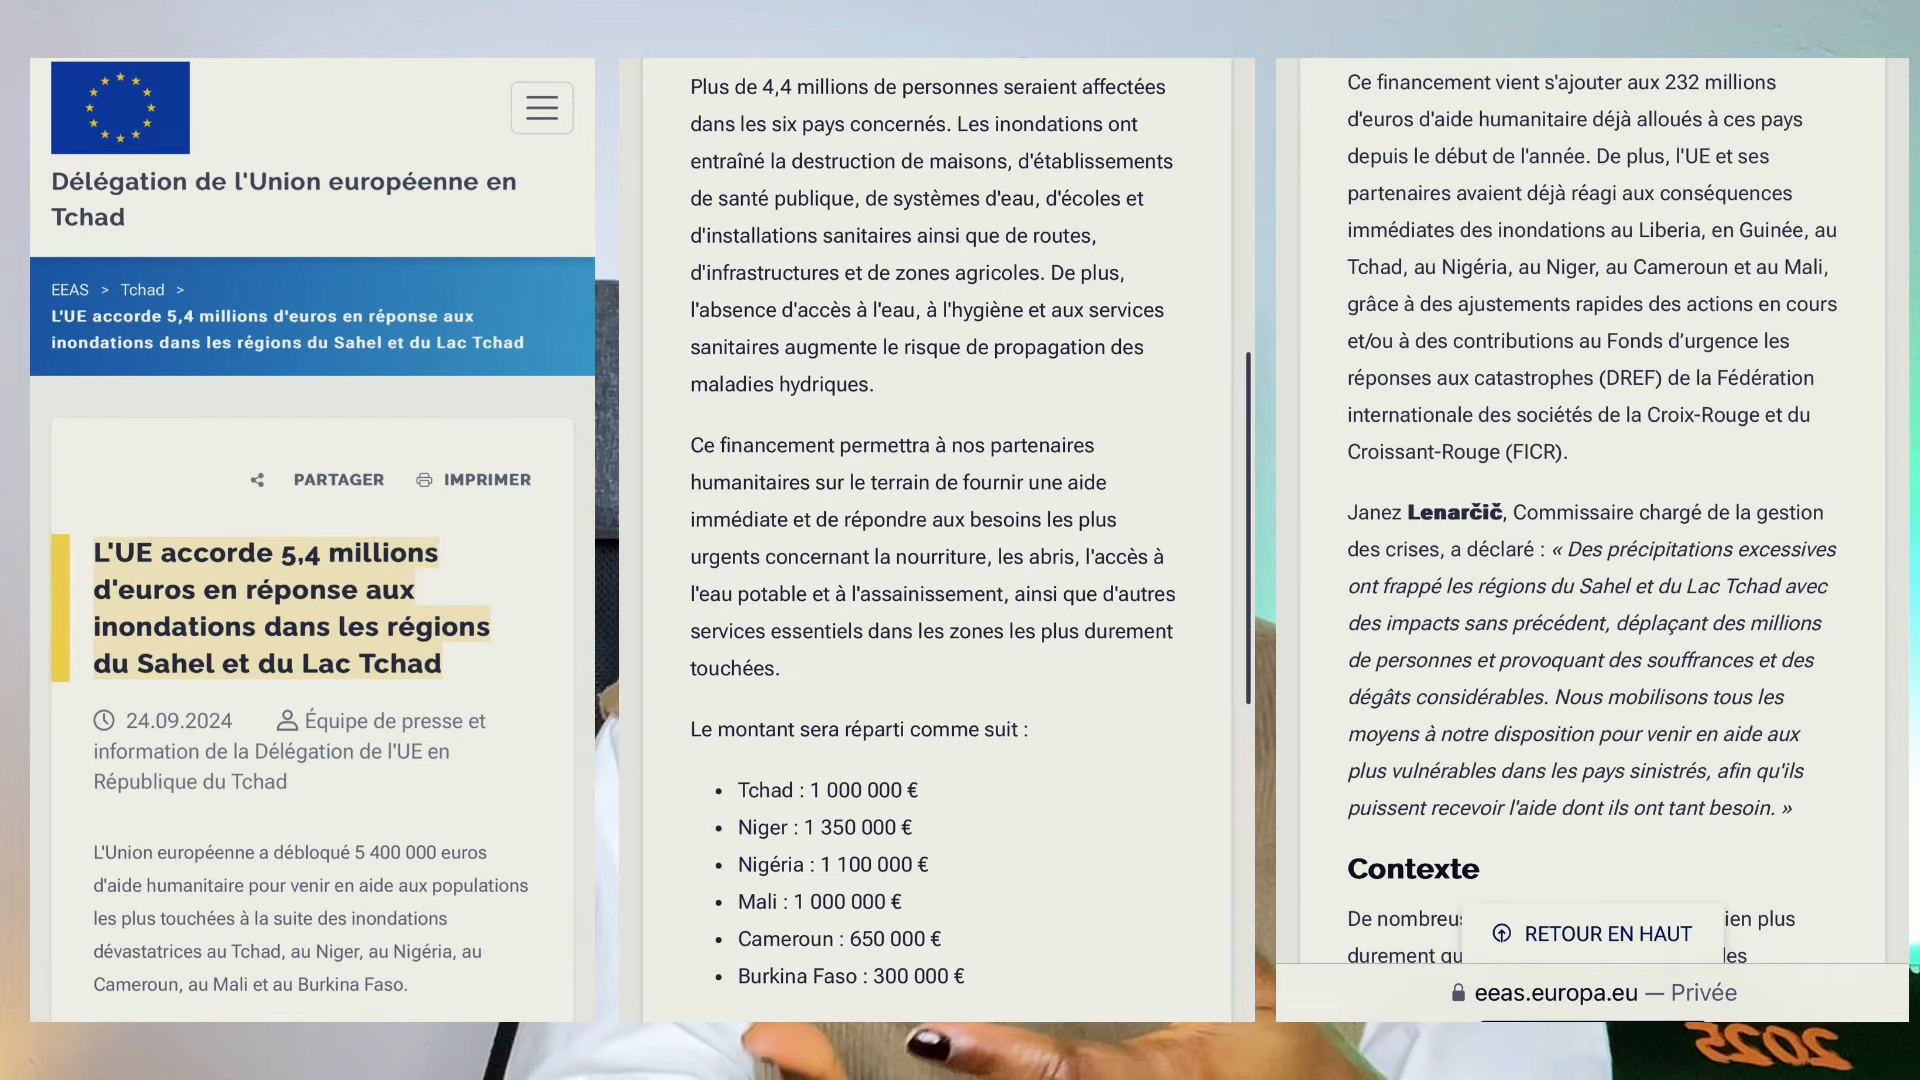 Délégation de l'Union européenne en
Tchad
EEAS > Tchad >
L'UE accorde 5,4 millions d'euros en réponse aux
inondations dans les régions du Sahel et du Lac Tchad
PARTAGER IMPRIMER
L'UE accorde 5,4 millions
d'euros en réponse aux
inondations dans les régions
du Sahel et du Lac Tchad
24.09.2024 Équipe de presse et
information de la Délégation de l'UE en
République du Tchad
L'Union européenne a débloqué 5 400 000 euros
d'aide humanitaire pour venir en aide aux populations
les plus touchées à la suite des inondations
dévastatrices au Tchad, au Niger, au Nigéria, au
Cameroun, au Mali et au Burkina Faso.
Plus de 4,4 millions de personnes seraient affectées
dans les six pays concernés. Les inondations ont
entraîné la destruction de maisons, d'établissements
de santé publique, de systèmes d'eau, d'écoles et
d'installations sanitaires ainsi que de routes,
d'infrastructures et de zones agricoles. De plus,
l'absence d'accès à l'eau, à l'hygiène et aux services
sanitaires augmente le risque de propagation des
maladies hydriques.
Ce financement permettra à nos partenaires
humanitaires sur le terrain de fournir une aide
immédiate et de répondre aux besoins les plus
urgents concernant la nourriture, les abris, l'accès à
l'eau potable et à l'assainissement, ainsi que d'autres
services essentiels dans les zones les plus durement
touchées.
Le montant sera réparti comme suit :
• Tchad : 1 000 000 €
• Niger : 1 350 000 €
• Nigéria : 1 100 000 €
• Mali : 1 000 000 €
• Cameroun : 650 000 €
• Burkina Faso : 300 000 €
Ce financement vient s'ajouter aux 232 millions
d'euros d'aide humanitaire déjà alloués à ces pays
depuis le début de l'année. De plus, l'UE et ses
partenaires avaient déjà réagi aux conséquences
immédiates des inondations au Liberia, en Guinée, au
Tchad, au Nigéria, au Niger, au Cameroun et au Mali,
grâce à des ajustements rapides des actions en cours
et/ou à des contributions au Fonds d’urgence les
réponses aux catastrophes (DREF) de la Fédération
internationale des sociétés de la Croix-Rouge et du
Croissant-Rouge (FICR).
Janez Lenarčič, Commissaire chargé de la gestion
des crises, a déclaré : « Des précipitations excessives
ont frappé les régions du Sahel et du Lac Tchad avec
des impacts sans précédent, déplaçant des millions
de personnes et provoquant des souffrances et des
dégâts considérables. Nous mobilisons tous les
moyens à notre disposition pour venir en aide aux
plus vulnérables dans les pays sinistrés, afin qu'ils
puissent recevoir l'aide dont ils ont tant besoin. »
Contexte
De nombreus ien plus
durement qu les
RETOUR EN HAUT
eeas.europa.eu — Privée
2025